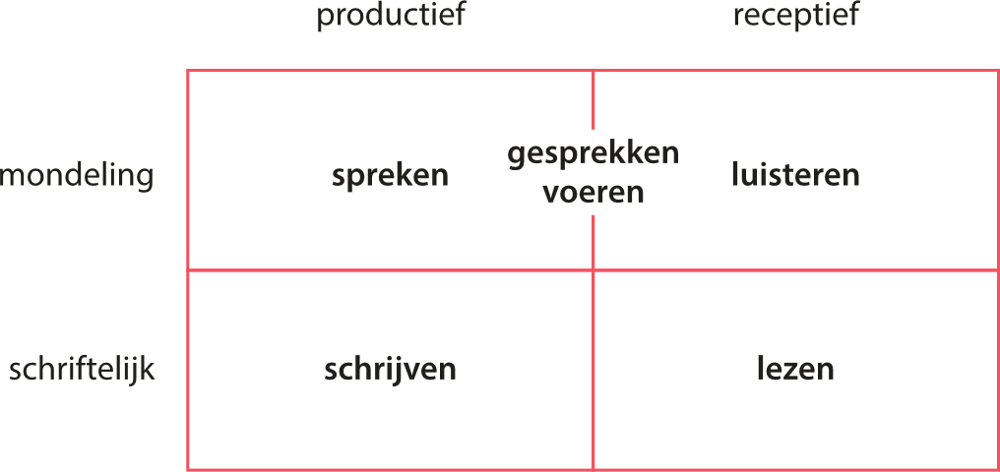 productief receptief
mondeling spreken gesprekken voeren luisteren
schriftelijk schrijven lezen